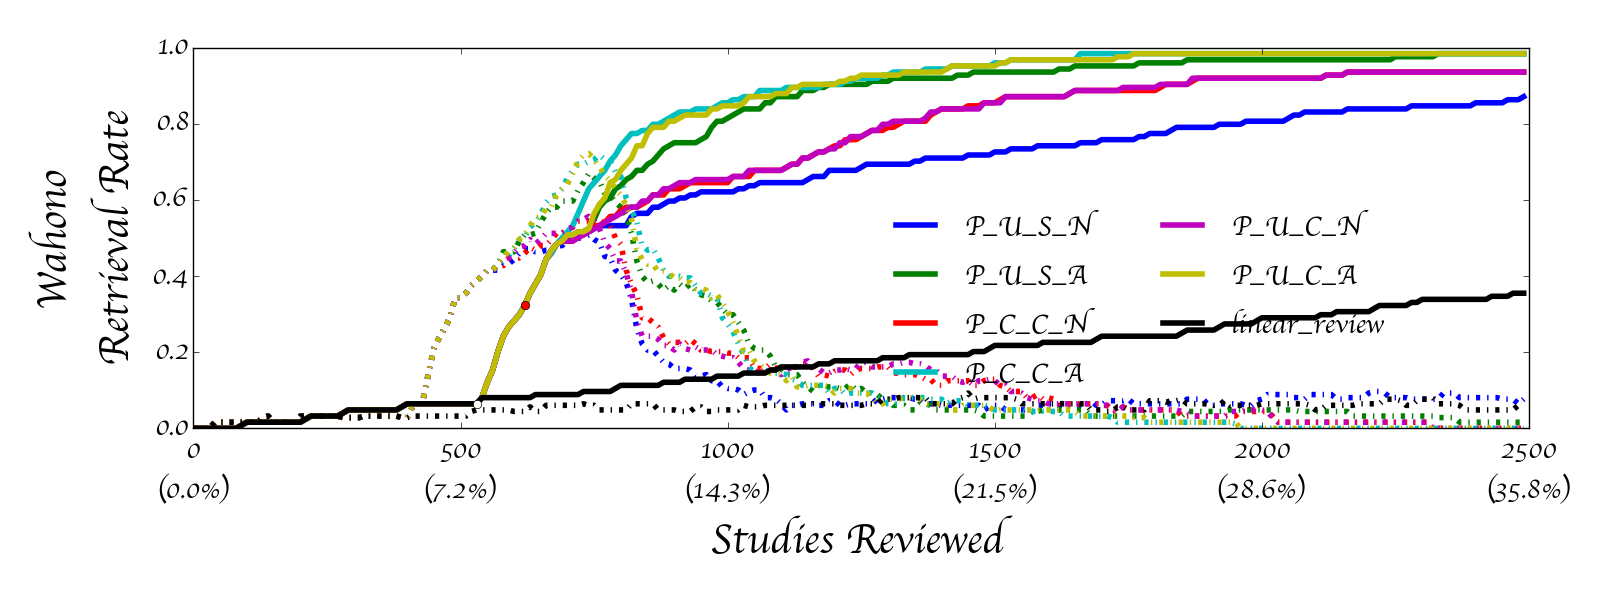 Wahono
Retrieval Rate
1.0
0.8
0.6
0.4
0.2
0.0
P_U_S_N
P_U_S_A
P_C_C_N
P_C_C_A
P_U_C_N
P_U_C_A
linear_review
0 500 1000 1500 2000 2500
(0.0%) (7.2%) (14.3%) (21.5%) (28.6%) (35.8%)
Studies Reviewed